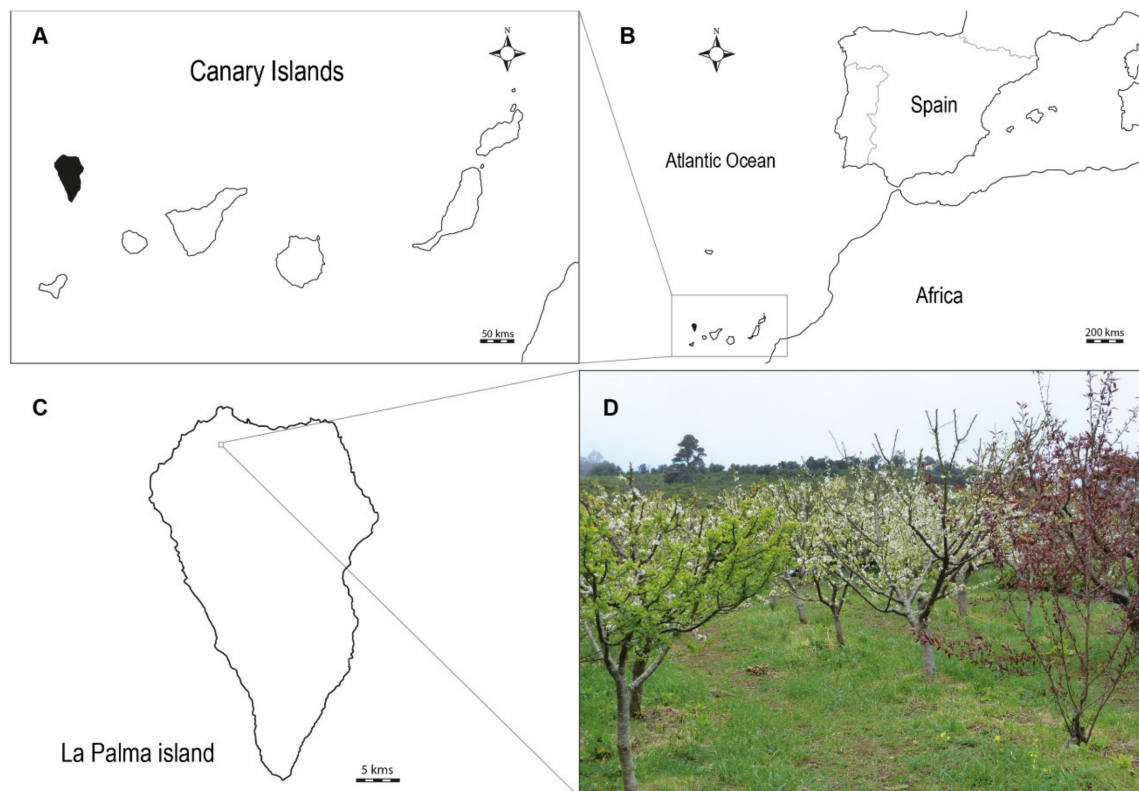 A
N
Canary Islands
50 kms
B
N
Spain
Atlantic Ocean
Africa
200 kms
C
La Palma island
5 kms
D